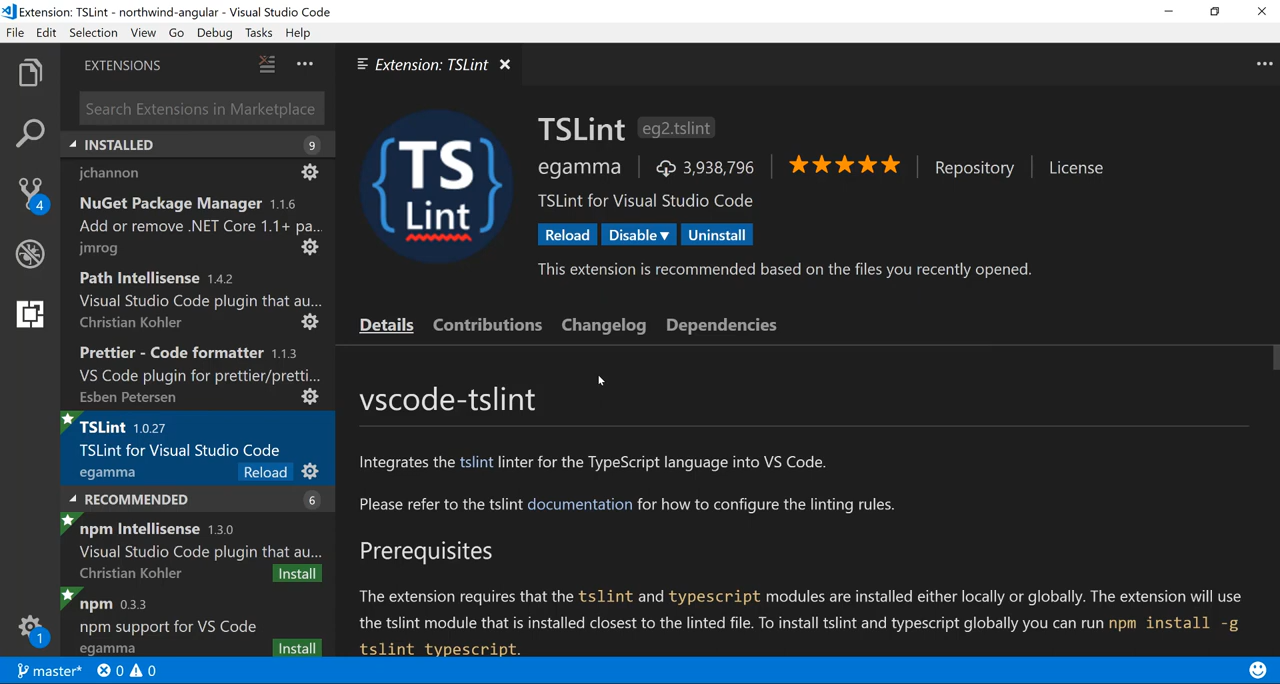 Extension: TSLint - northwind-angular - Visual Studio Code
File Edit Selection View Go Debug Tasks Help
EXTENSIONS
Extension: TSLint
Search Extensions in Marketplace
INSTALLED 9
jchannon
NuGet Package Manager 1.1.6
Add or remove .NET Core 1.1+ pa...
jmrog
Path Intellisense 1.4.2
Visual Studio Code plugin that au...
Christian Kohler
Prettier - Code formatter 1.1.3
VS Code plugin for prettier/pretti...
Esben Petersen
TSLint 1.0.27
TSLint for Visual Studio Code
egamma Reload
RECOMMENDED 6
npm Intellisense 1.3.0
Visual Studio Code plugin that au...
Christian Kohler Install
npm 0.3.3
npm support for VS Code
egamma Install
4
1
{TS
Lint}
TSLint eg2.tslint
egamma 3,938,796 Repository License
TSLint for Visual Studio Code
Reload Disable▼ Uninstall
This extension is recommended based on the files you recently opened.
Details Contributions Changelog Dependencies
vscode-tslint
Integrates the tslint linter for the TypeScript language into VS Code.
Please refer to the tslint documentation for how to configure the linting rules.
Prerequisites
The extension requires that the tslint and typescript modules are installed either locally or globally. The extension will use
the tslint module that is installed closest to the linted file. To install tslint and typescript globally you can run npm install -g
tslint typescript.
master* 0 0